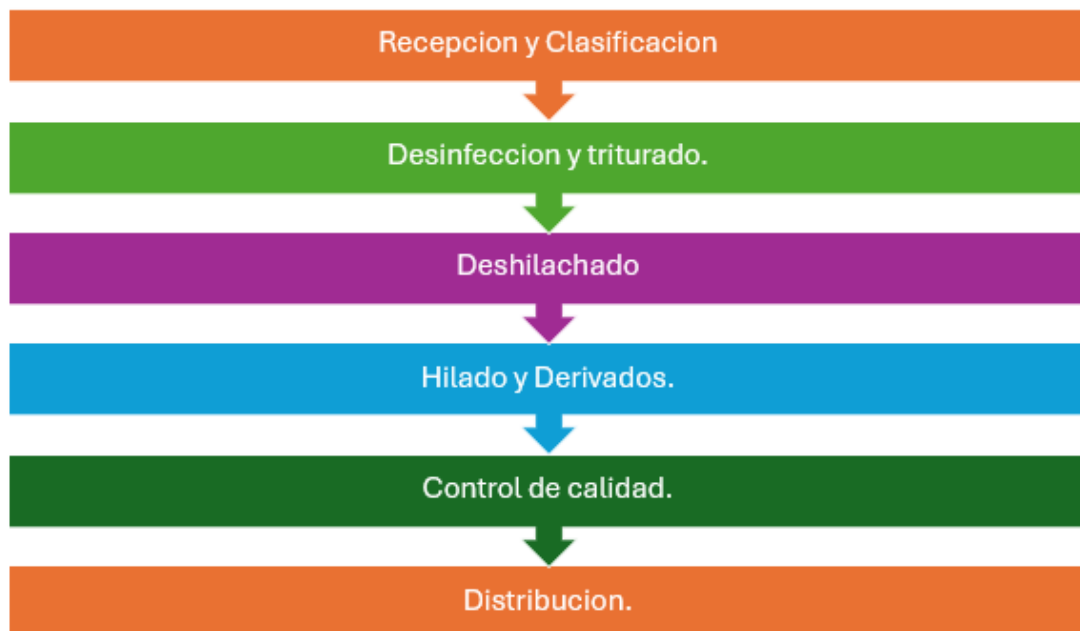 Recepcion y Clasificacion
Desinfeccion y triturado.
Deshilachado
Hilado y Derivados.
Control de calidad.
Distribucion.